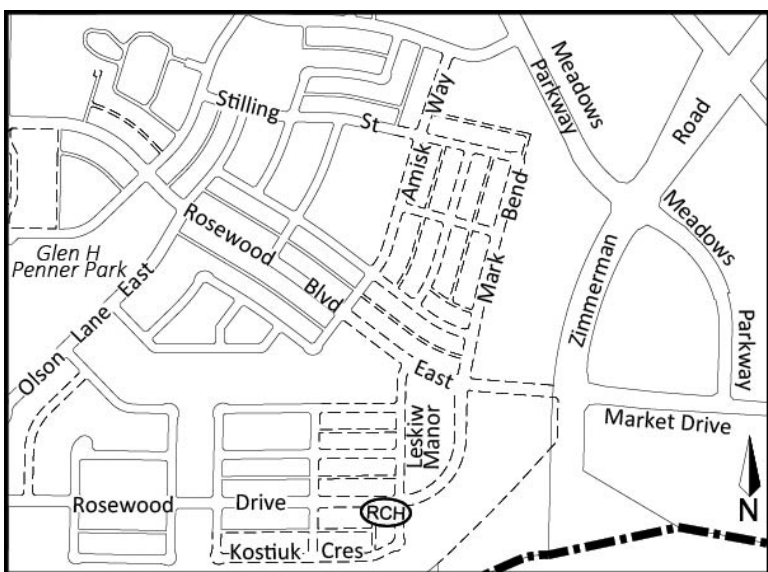 Meadows
Parkway
Way
Stilling
St
Road
Amisk
Bend
Meadows
Rosewood
Glen H
Penner Park
Mark
Zimmerman
Olson Lane East
Blvd
Parkway
East
Market Drive
Leskiw
Manor
Rosewood
Drive
RCH
N
Kostiuk
Cres